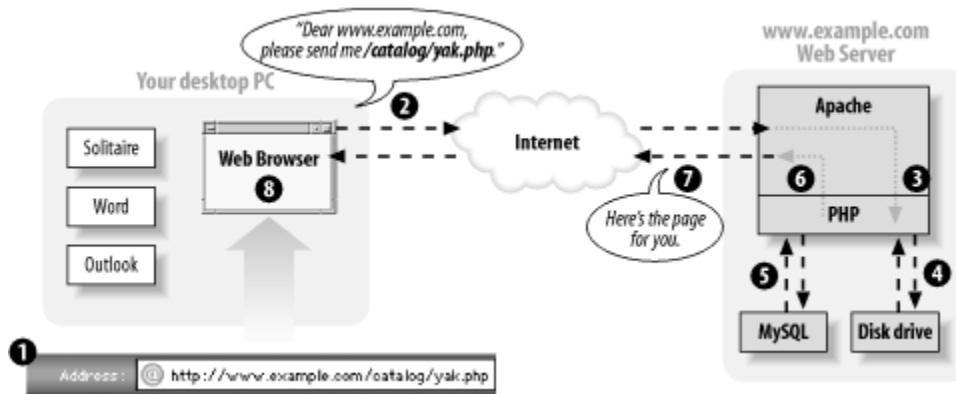 "Dear www.example.com,
please send me /catalog/yak.php."
www.example.com
Web Server
Your desktop PC
2
Apache
Solitaire
Web Browser
8
Internet
Word
7
6
3
Here's the page
for you.
PHP
Outlook
5
4
MySQL
Disk drive
1
Address: @ http://www.example.com/catalog/yak.php